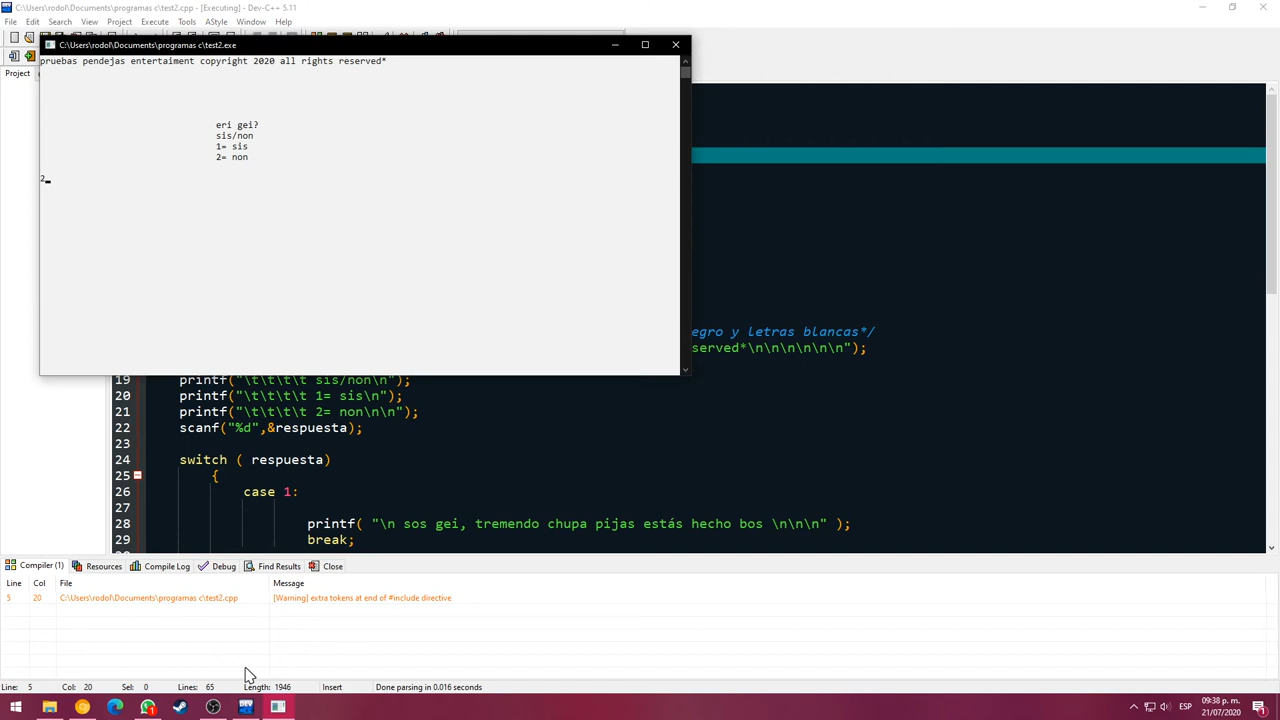 C:\Users\rodol\Documents\programas c\test2.cpp - [Executing] - Dev-C++ 5.11
File Edit Search View Project Execute Tools AStyle Window Help
C:\Users\rodol\Documents\programas c\test2.exe
pruebas pendejas entertaiment copyright 2020 all rights reserved*
Project
eri gei?
sis/non
1= sis
2= non
2
egro y letras blancas*/
served*\n\n\n\n\n\n");
19 printf("\t\t\t\t sis/non\n");
20 printf("\t\t\t\t 1= sis\n");
21 printf("\t\t\t\t 2= non\n\n");
22 scanf("%d",&respuesta);
23
24 switch ( respuesta)
25 {
26 case 1:
27
28 printf( "\n sos gei, tremendo chupa pijas estás hecho bos \n\n\n" );
29 break;
Compiler (1) Resources Compile Log Debug Find Results Close
Line Col File Message
5 20 C:\Users\rodol\Documents\programas c\test2.cpp [Warning] extra tokens at end of #include directive
Line: 5 Col: 20 Sel: 0 Lines: 65 Length: 1946 Insert Done parsing in 0.016 seconds
DEV ESP 09:38 p. m.
21/07/2020